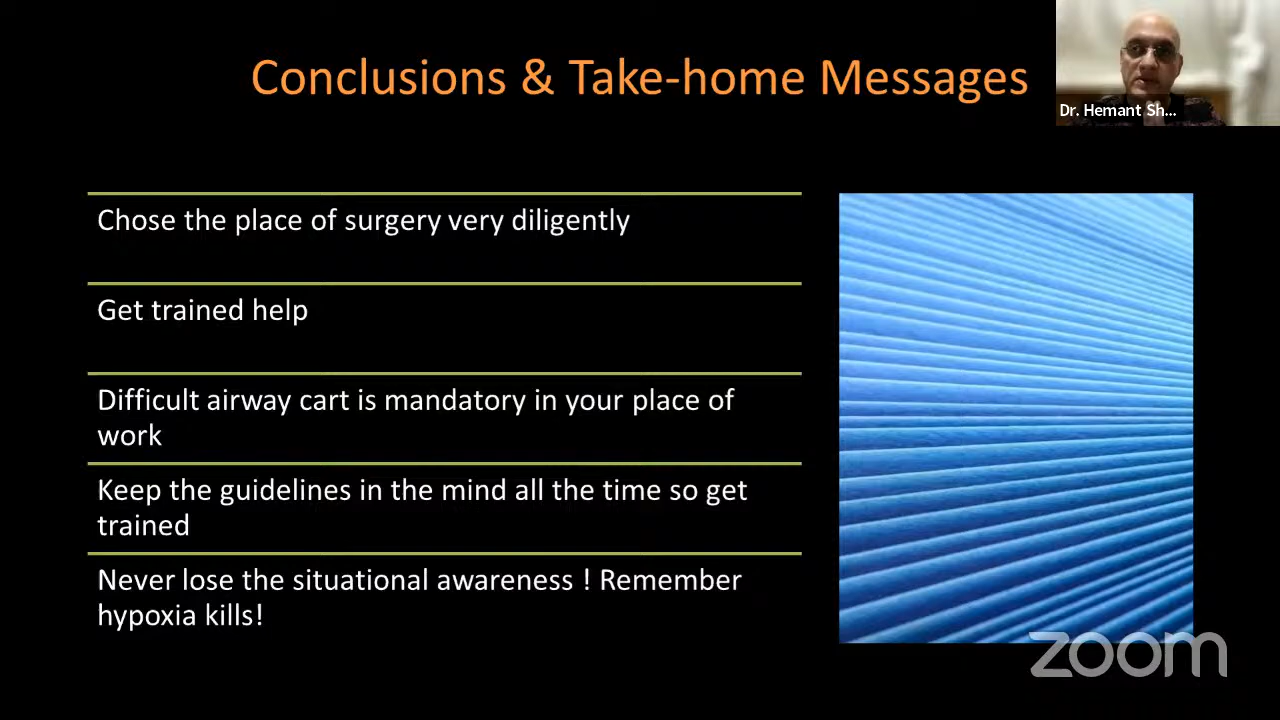 Conclusions & Take-home Messages
Dr. Hemant Sh...
Chose the place of surgery very diligently
Get trained help
Difficult airway cart is mandatory in your place of
work
Keep the guidelines in the mind all the time so get
trained
Never lose the situational awareness ! Remember
hypoxia kills!
zoom